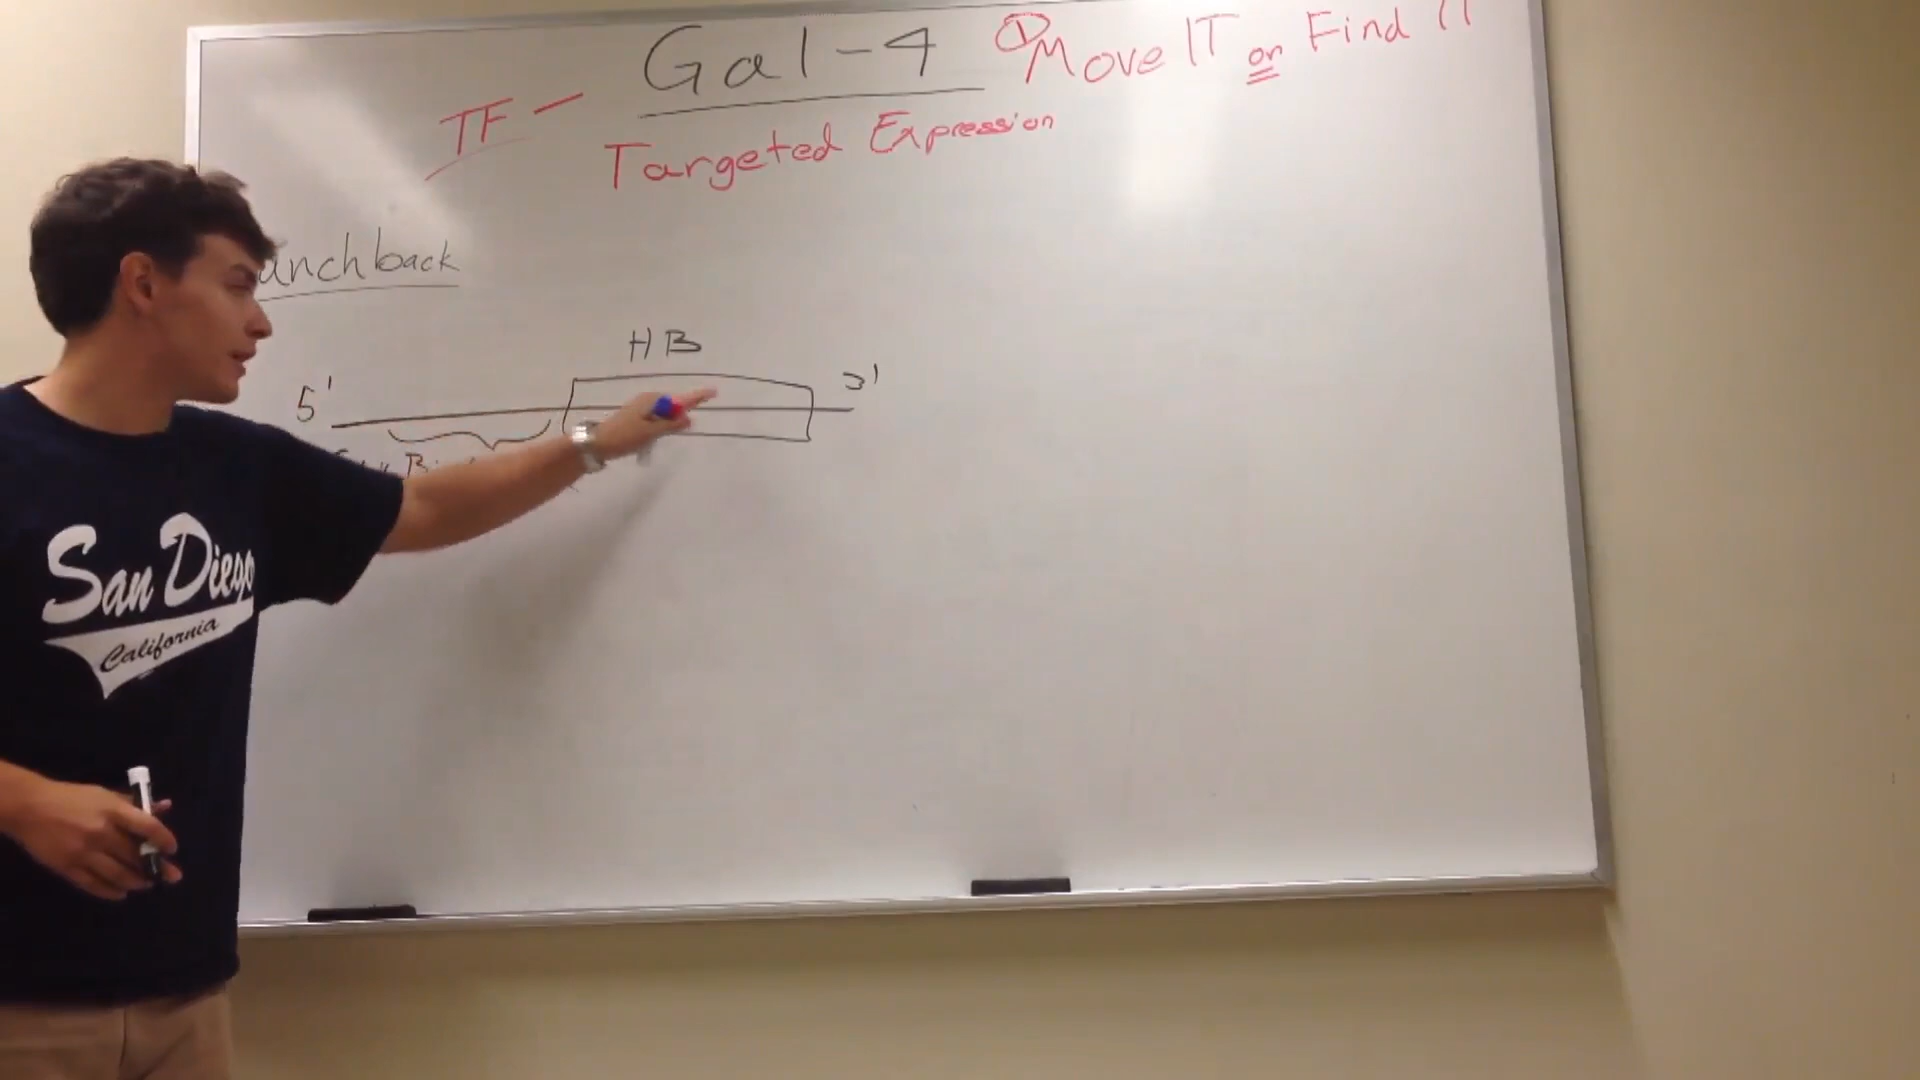 Gal-4 ① Move IT or Find IT
TF -
Targeted Expression
unchback
HB
5' 3'
San Diego
California